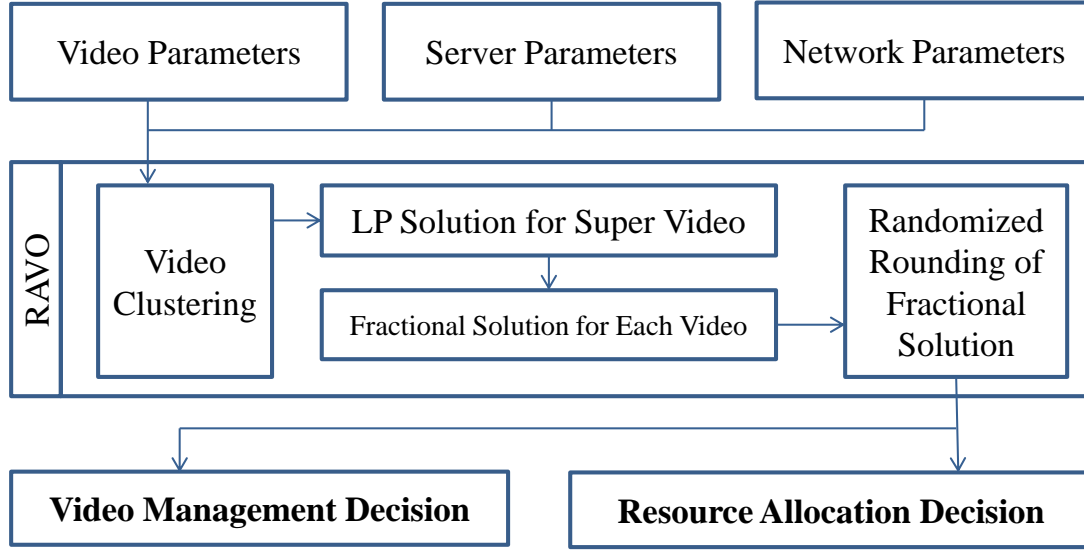 Video Parameters
Server Parameters
Network Parameters
RAVO
Video
Clustering
LP Solution for Super Video
Fractional Solution for Each Video
Randomized
Rounding of
Fractional
Solution
Video Management Decision
Resource Allocation Decision